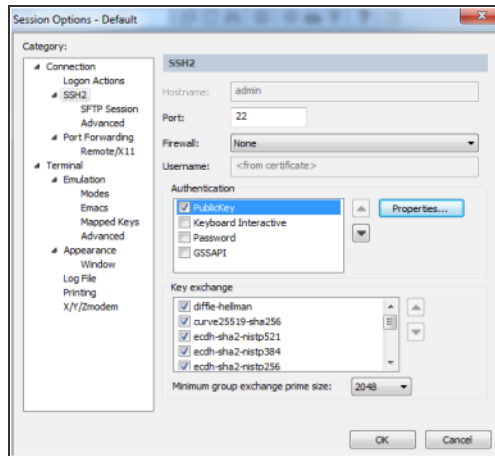 Session Options - Default
Category:
Connection
Logon Actions
SSH2
SFTP Session
Advanced
Port Forwarding
Remote/X11
Terminal
Emulation
Modes
Emacs
Mapped Keys
Advanced
Appearance
Window
Log File
Printing
X/Y/Zmodem
SSH2
Hostname: admin
Port: 22
Firewall: None
Username: <from certificate>
Authentication
PublicKey
Properties...
Keyboard Interactive
Password
GSSAPI
Key exchange
diffie-hellman
curve25519-sha256
ecdh-sha2-nistp521
ecdh-sha2-nistp384
ecdh-sha2-nistp256
Minimum group exchange prime size: 2048
OK Cancel